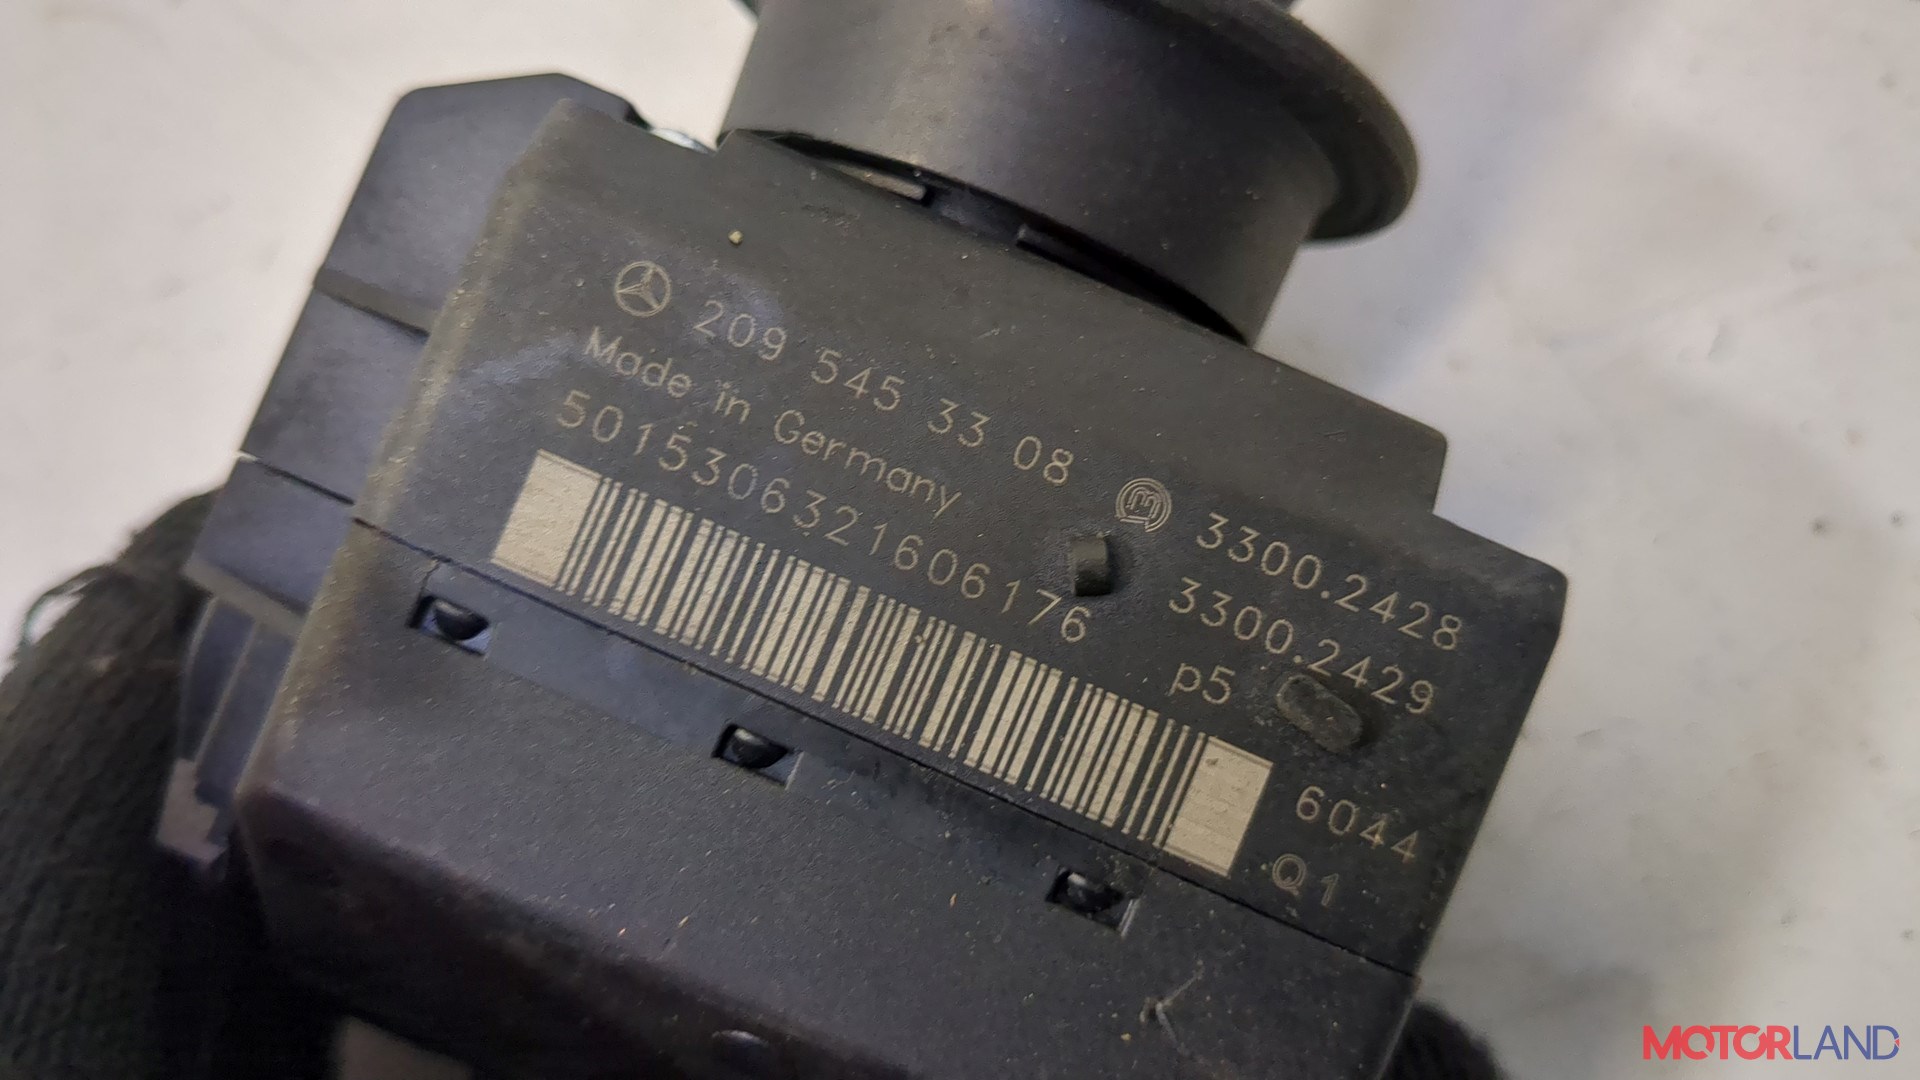 209 545 33 08
Made in Germany
5015306321606176
3300.2428
3300.2429
p5
6044
Q1
MOTORLAND